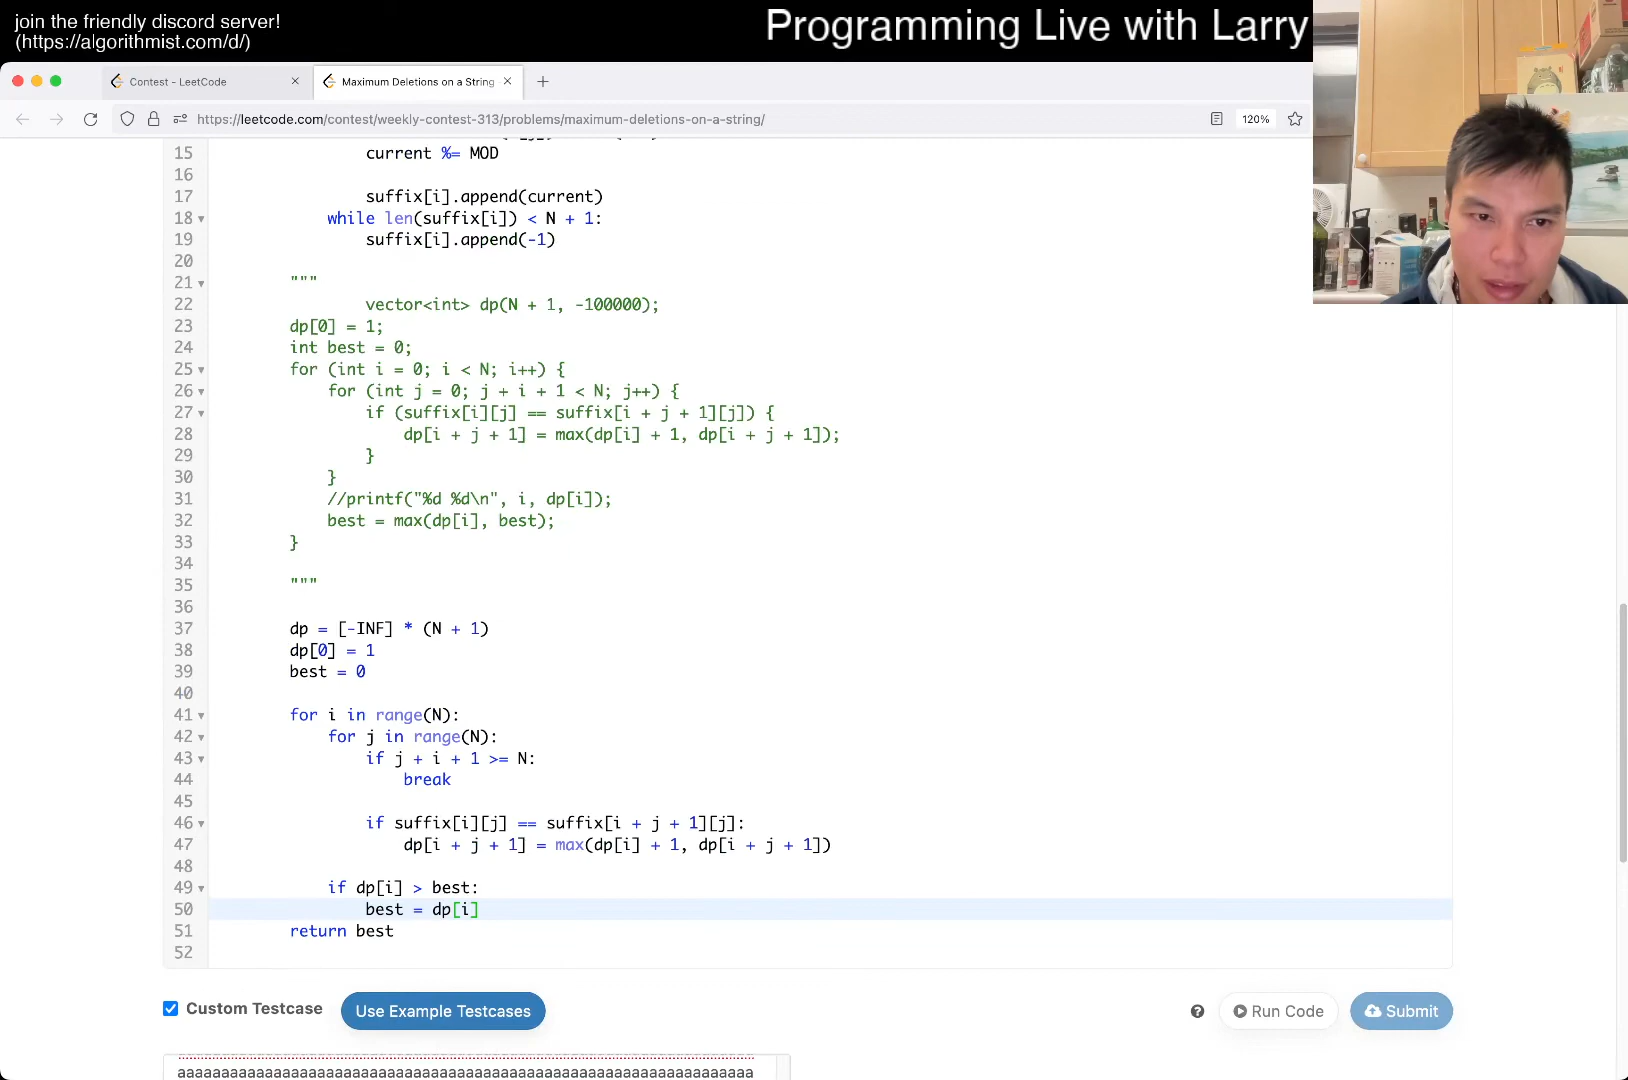 join the friendly discord server!
(https://algorithmist.com/d/)
Programming Live with Larry
Contest - LeetCode
Maximum Deletions on a String
https://leetcode.com/contest/weekly-contest-313/problems/maximum-deletions-on-a-string/
120%
15 current %= MOD
16
17 suffix[i].append(current)
18 while len(suffix[i]) < N + 1:
19 suffix[i].append(-1)
20
21 """
22 vector<int> dp(N + 1, -100000);
23 dp[0] = 1;
24 int best = 0;
25 for (int i = 0; i < N; i++) {
26 for (int j = 0; j + i + 1 < N; j++) {
27 if (suffix[i][j] == suffix[i + j + 1][j]) {
28 dp[i + j + 1] = max(dp[i] + 1, dp[i + j + 1]);
29 }
30 }
31 //printf("%d %d\n", i, dp[i]);
32 best = max(dp[i], best);
33 }
34
35 """
36
37 dp = [-INF] * (N + 1)
38 dp[0] = 1
39 best = 0
40
41 for i in range(N):
42 for j in range(N):
43 if j + i + 1 >= N:
44 break
45
46 if suffix[i][j] == suffix[i + j + 1][j]:
47 dp[i + j + 1] = max(dp[i] + 1, dp[i + j + 1])
48
49 if dp[i] > best:
50 best = dp[i]
51 return best
52
Custom Testcase
Use Example Testcases
Run Code
Submit